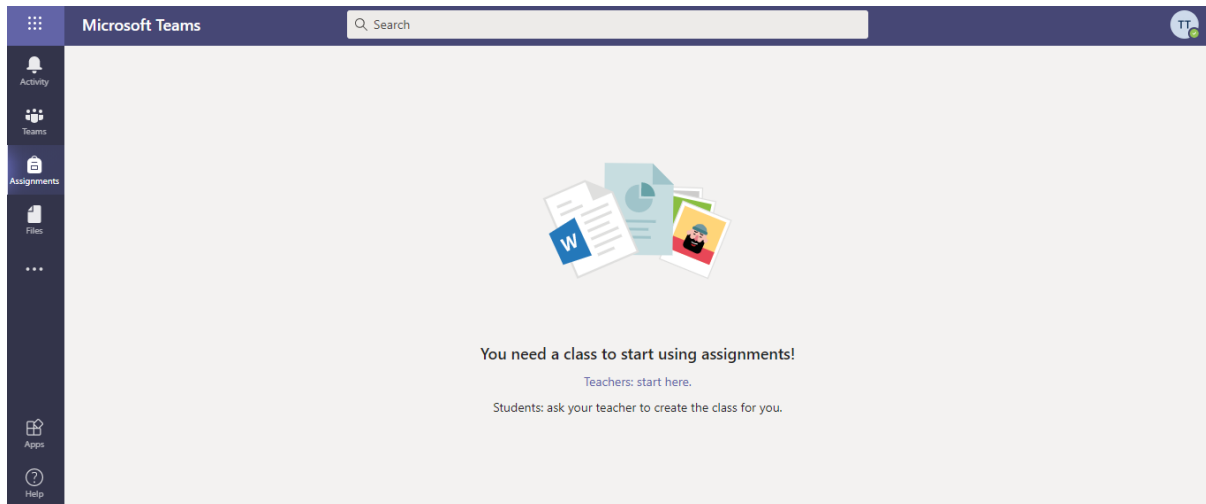 Microsoft Teams
Search
TT
Activity
Teams
Assignments
Files
W
You need a class to start using assignments!
Teachers: start here.
Students: ask your teacher to create the class for you.
Apps
Help